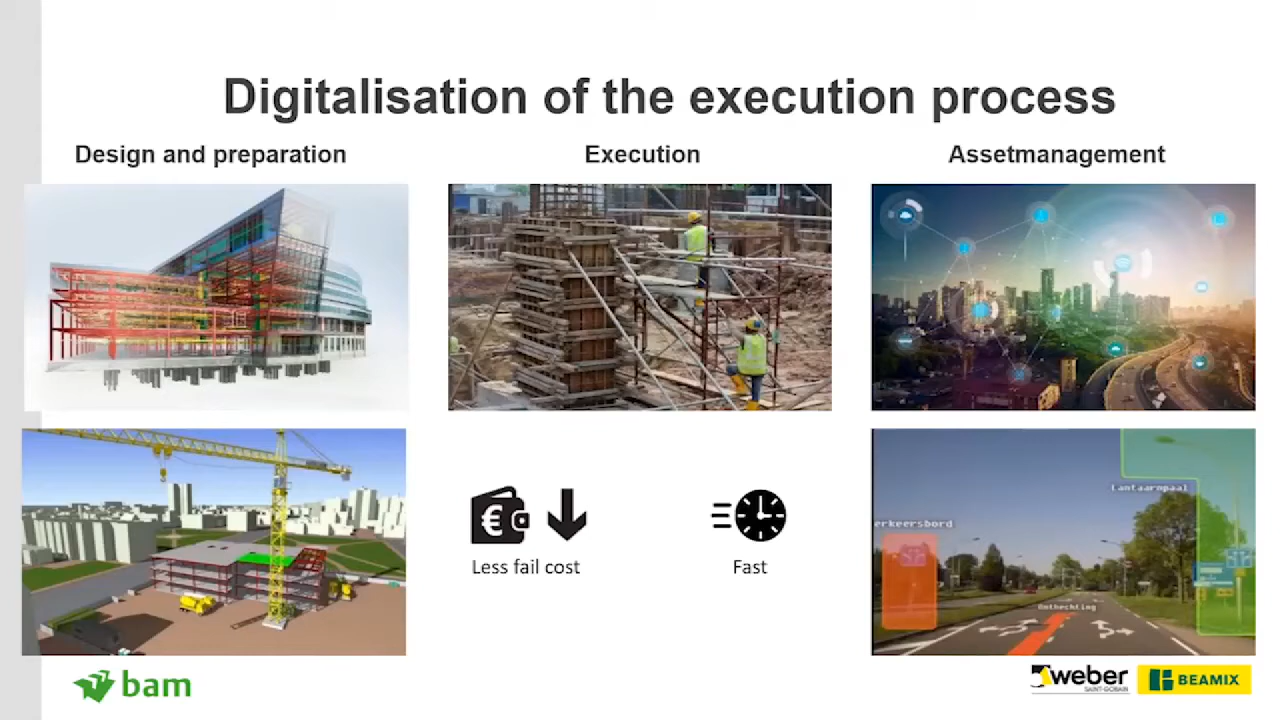 Digitalisation of the execution process
Design and preparation
Execution
Assetmanagement
Lantaarnpaal
erkeersbord
€
Less fail cost
Fast
bam
weber
SAINT-GOBAIN
BEAMIX